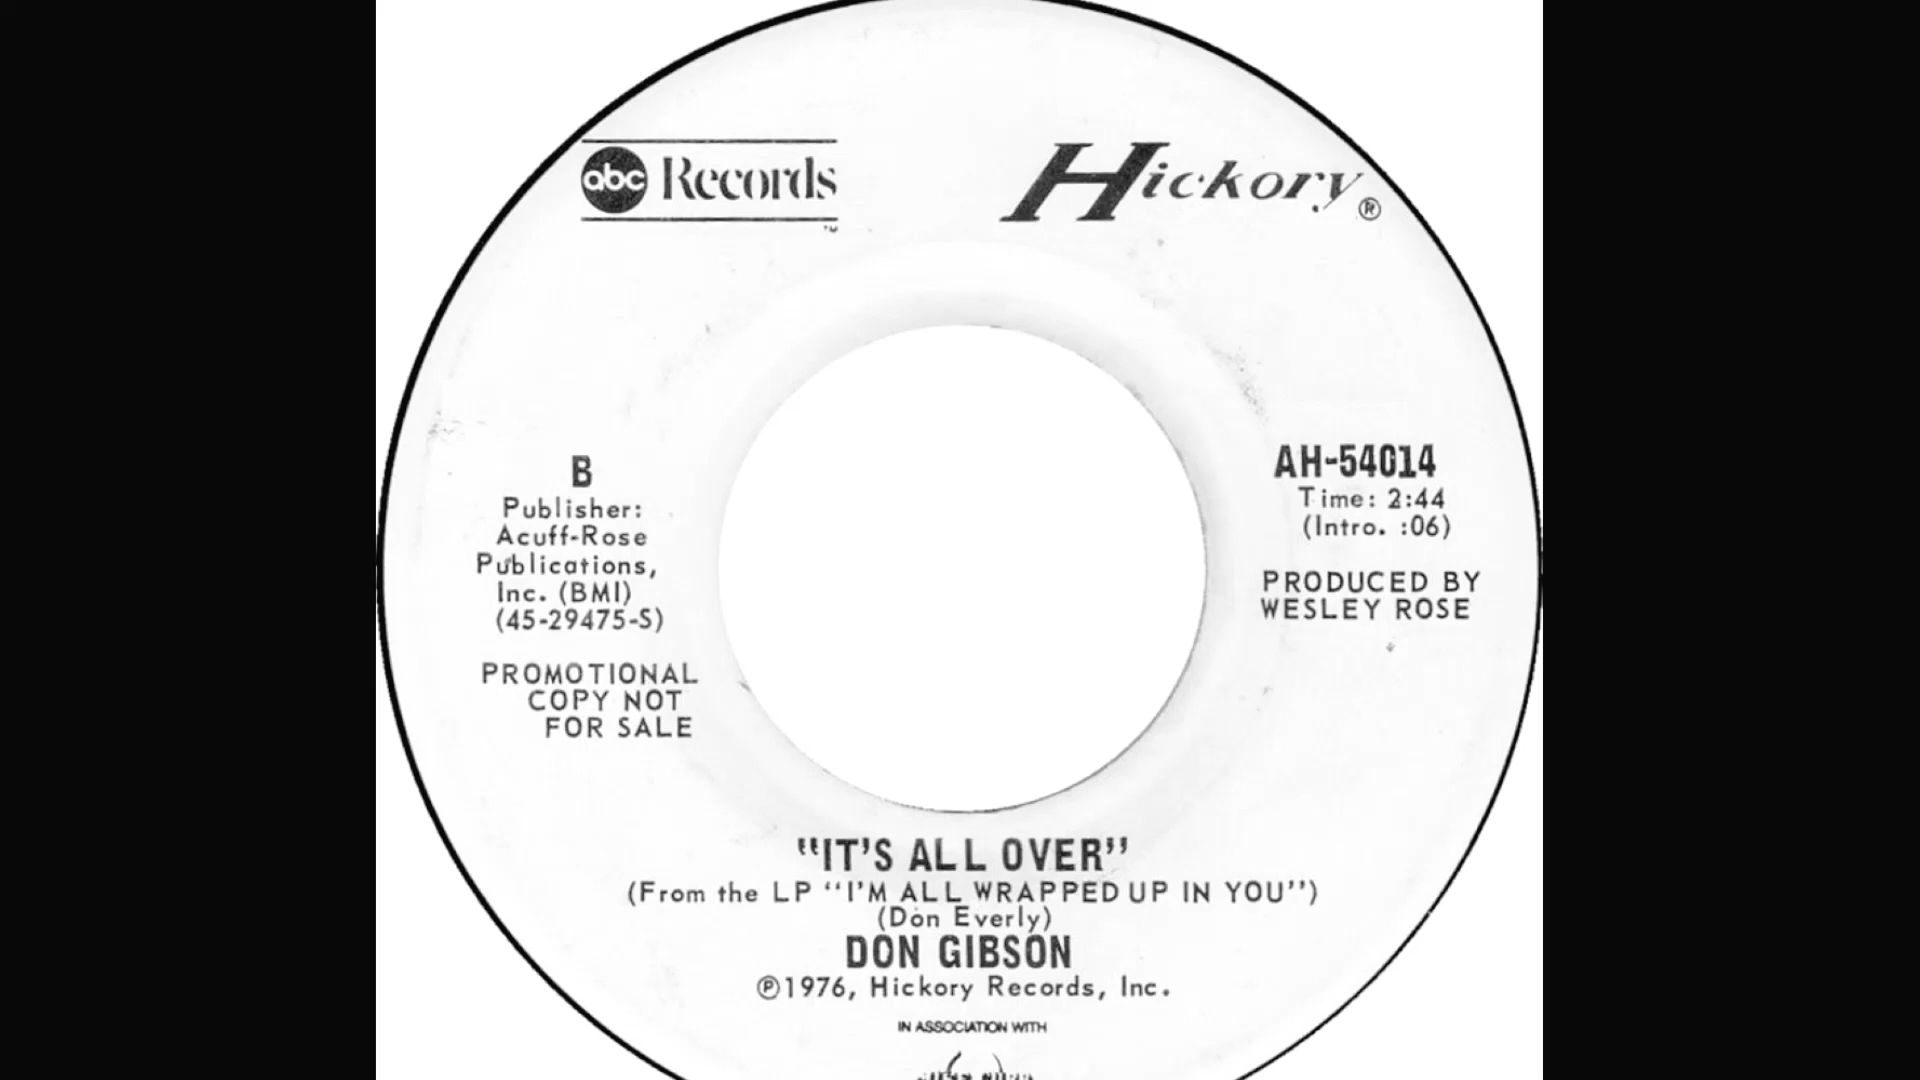 abc Records
TM
Hickory®
B
Publisher:
Acuff-Rose
Publications,
Inc. (BMI)
(45-29475-S)
PROMOTIONAL
COPY NOT
FOR SALE
AH-54014
Time: 2:44
(Intro. :06)
PRODUCED BY
WESLEY ROSE
"IT'S ALL OVER"
(From the LP "I'M ALL WRAPPED UP IN YOU")
(Don Everly)
DON GIBSON
℗1976, Hickory Records, Inc.
IN ASSOCIATION WITH